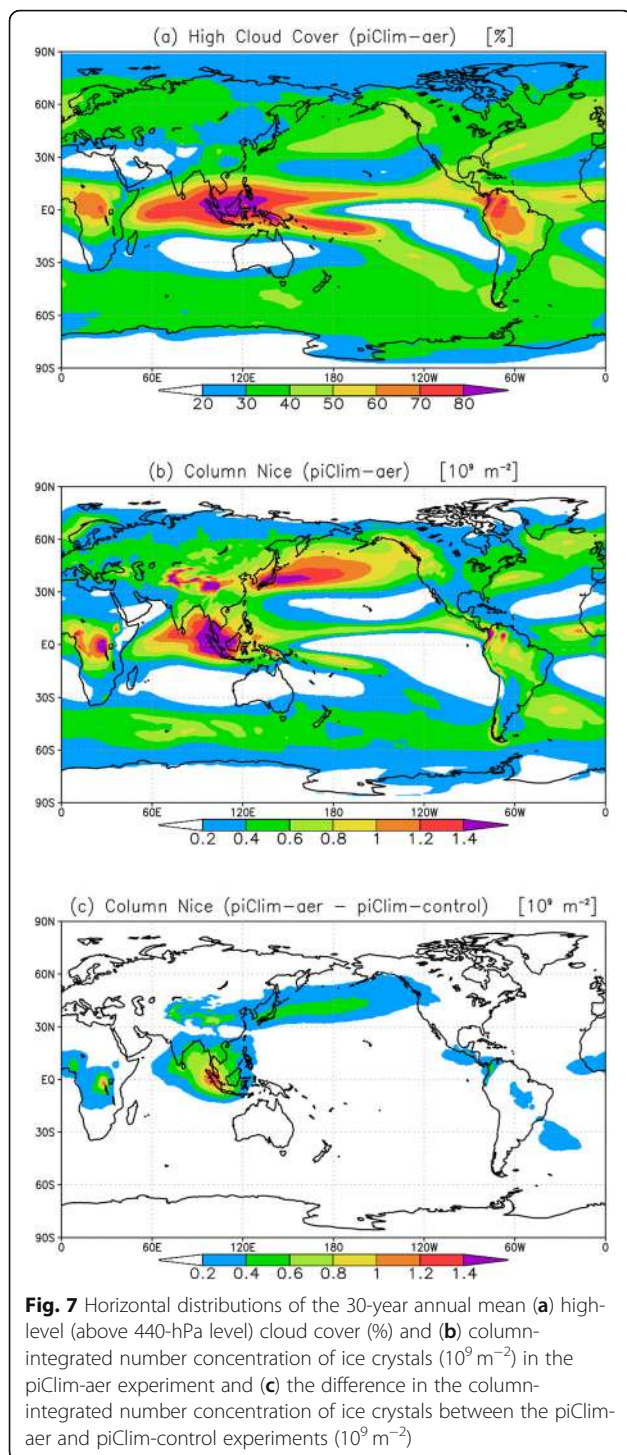 (a) High Cloud Cover (piClim-aer) [%]
90N
60N
30N
EQ
30S
60S
90S
0 60E 120E 180 120W 60W 0
20 30 40 50 60 70 80
(b) Column Nice (piClim-aer) [10⁹ m⁻²]
90N
60N
30N
EQ
30S
60S
90S
0 60E 120E 180 120W 60W 0
0.2 0.4 0.6 0.8 1 1.2 1.4
(c) Column Nice (piClim-aer - piClim-control) [10⁹ m⁻²]
90N
60N
30N
EQ
30S
60S
90S
0 60E 120E 180 120W 60W 0
0.2 0.4 0.6 0.8 1 1.2 1.4
Fig. 7 Horizontal distributions of the 30-year annual mean (a) high-
level (above 440-hPa level) cloud cover (%) and (b) column-
integrated number concentration of ice crystals (10⁹ m⁻²) in the
piClim-aer experiment and (c) the difference in the column-
integrated number concentration of ice crystals between the piClim-
aer and piClim-control experiments (10⁹ m⁻²)